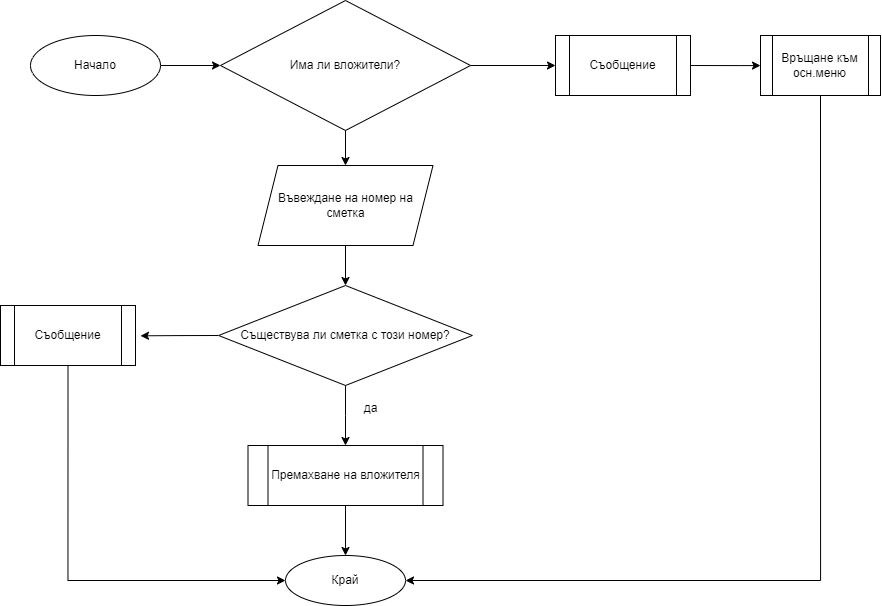 Начало
Има ли вложители?
Съобщение
Връщане към
осн.меню
Въвеждане на номер на
сметка
Съобщение
Съществува ли сметка с този номер?
да
Премахване на вложителя
Край